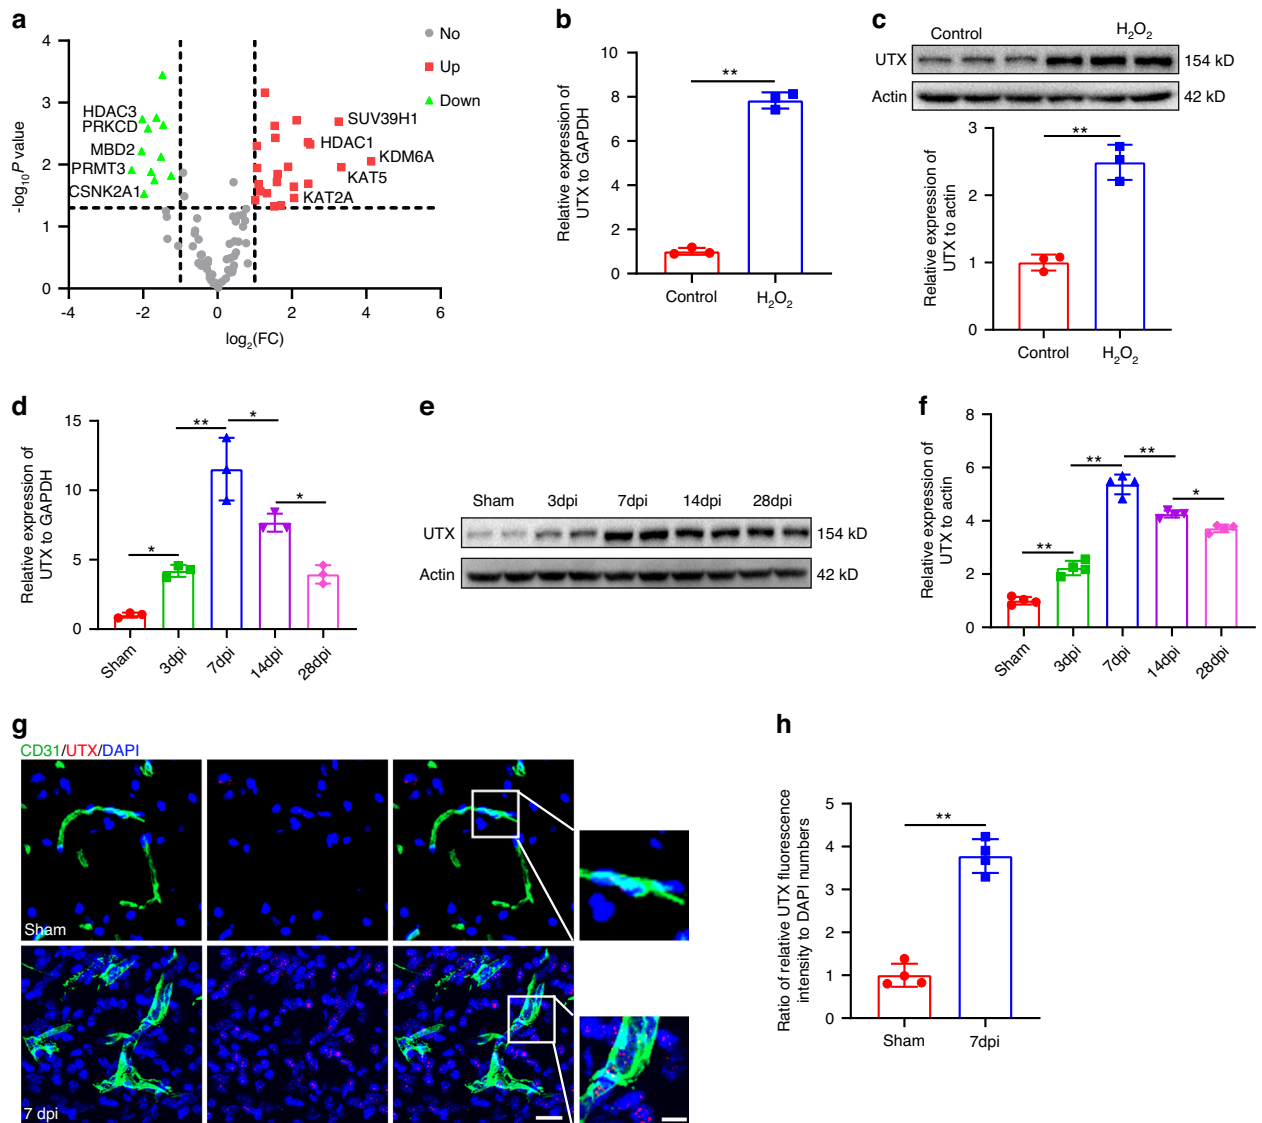 a
No
Up
Down
-log10P value
4
3
2
1
0
HDAC3
PRKCD
MBD2
PRMT3
CSNK2A1
SUV39H1
HDAC1
KDM6A
KAT5
KAT2A
-4 -2 0 2 4 6
log2(FC)
b
Relative expression of
UTX to GAPDH
10
8
6
4
2
0
**
Control H2O2
c
Control H2O2
UTX 154 kD
Actin 42 kD
Relative expression of
UTX to actin
3
2
1
0
**
Control H2O2
d
Relative expression of
UTX to GAPDH
15
10
5
0
* ** * *
Sham 3dpi 7dpi 14dpi 28dpi
e
Sham 3dpi 7dpi 14dpi 28dpi
UTX 154 kD
Actin 42 kD
f
Relative expression of
UTX to actin
8
6
4
2
0
** ** ** *
Sham 3dpi 7dpi 14dpi 28dpi
g
CD31/UTX/DAPI
Sham
7 dpi
h
Ratio of relative UTX fluorescence
intensity to DAPI numbers
5
4
3
2
1
0
**
Sham 7dpi